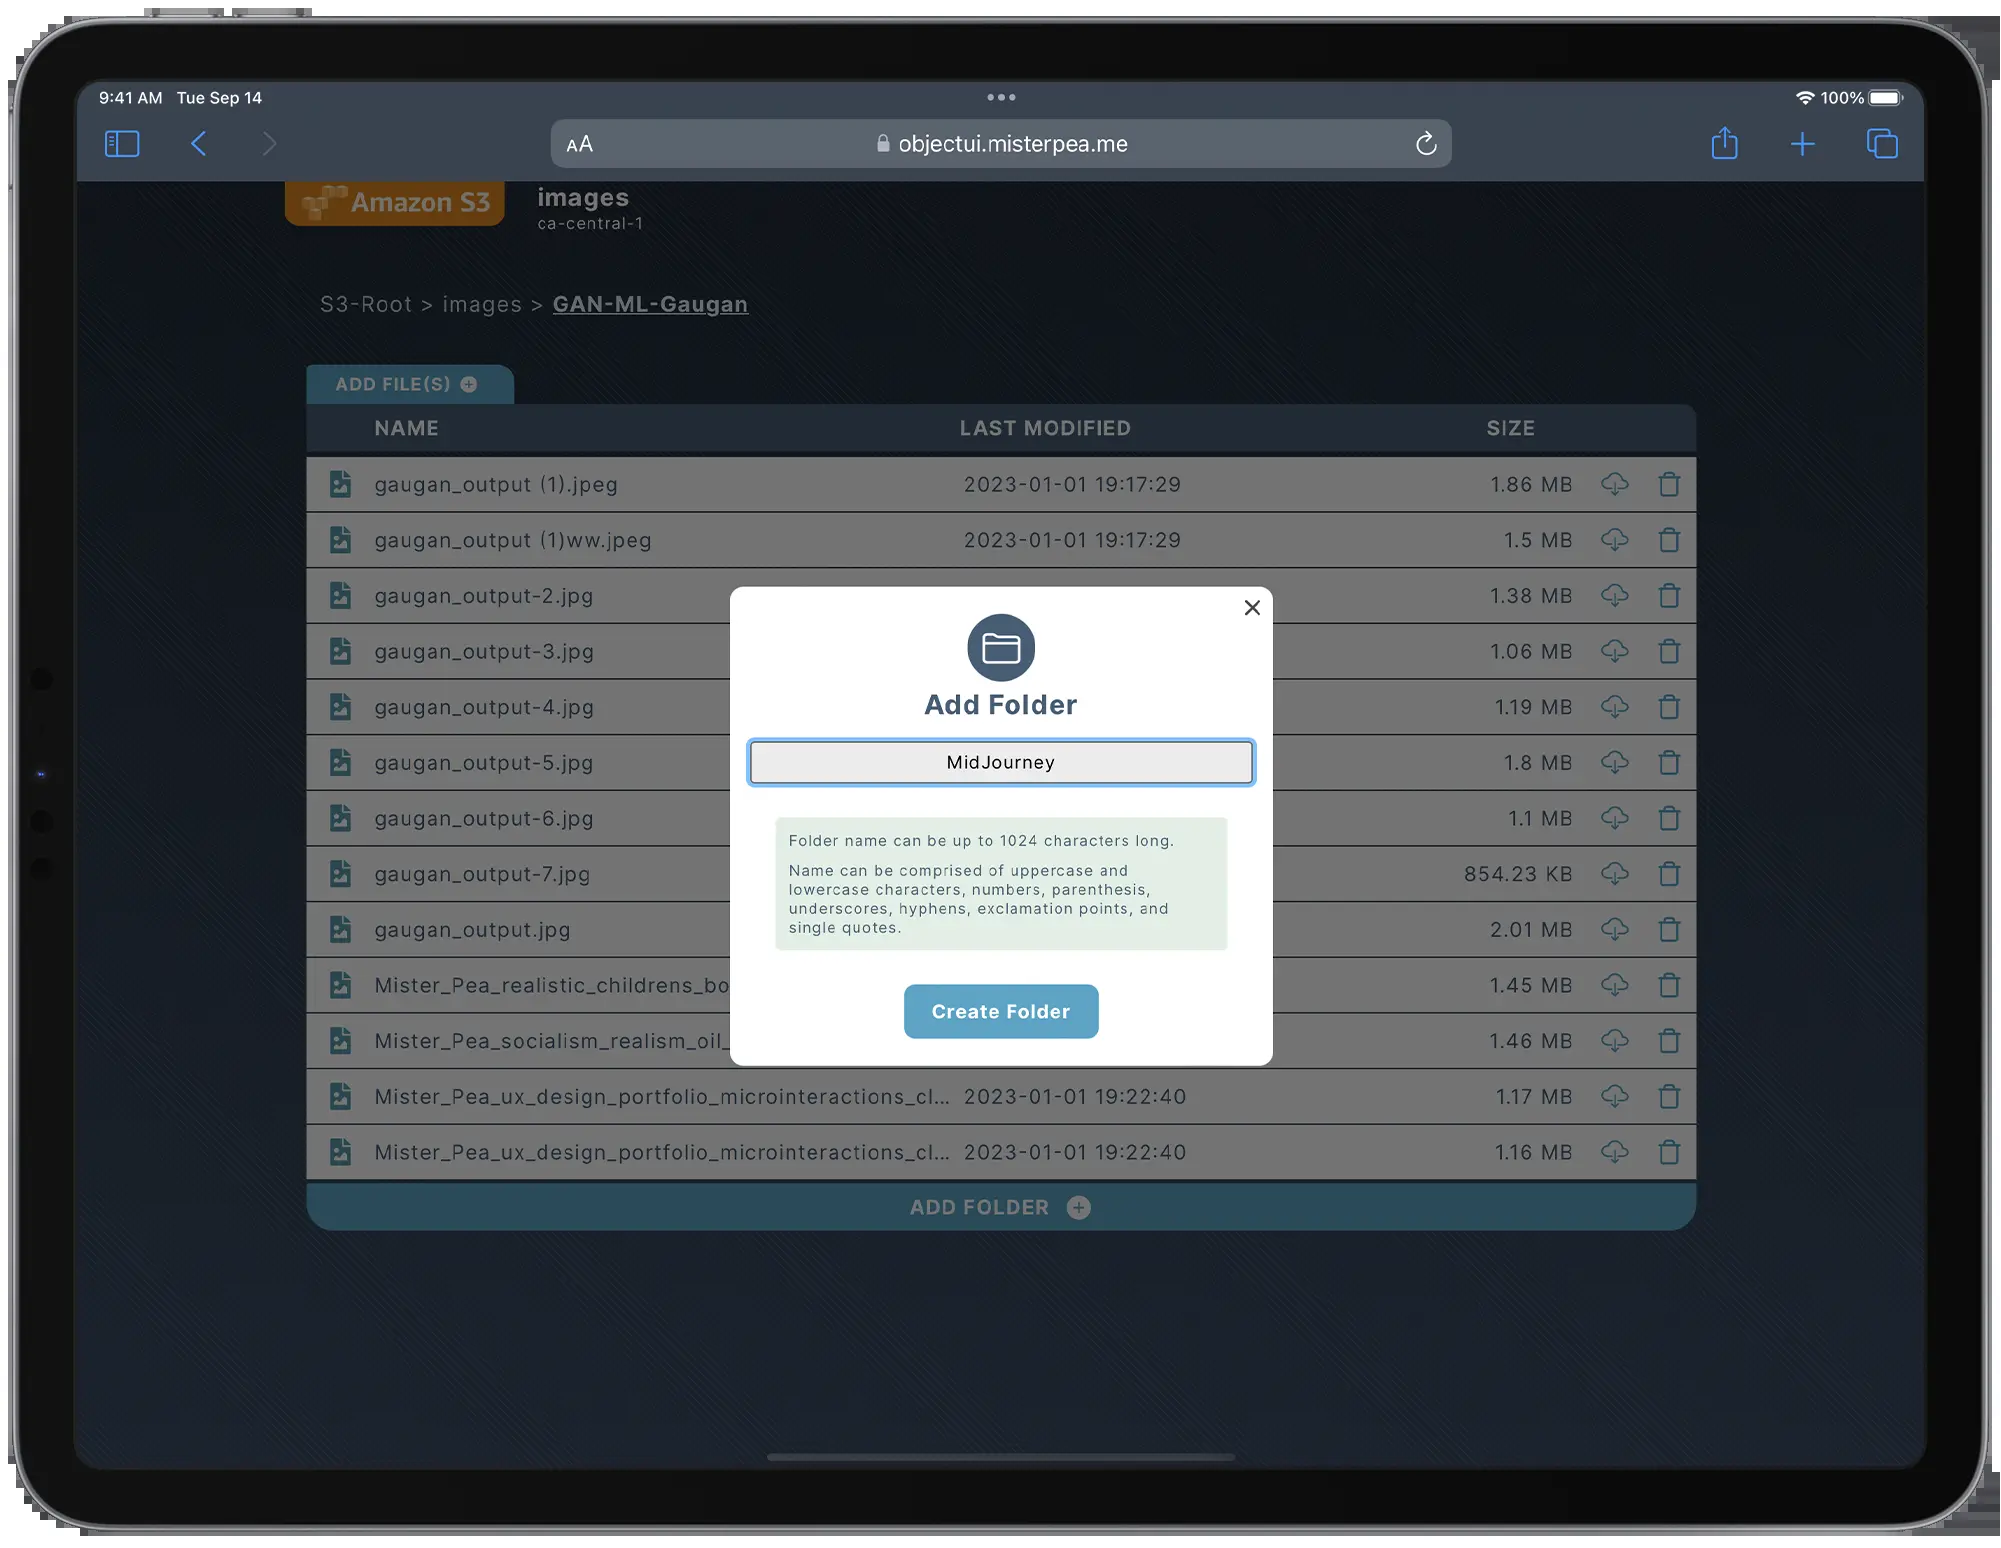 9:41 AM Tue Sep 14
100%
AA
objectui.misterpea.me
Amazon S3
images
ca-central-1
S3-Root > images > GAN-ML-Gaugan
ADD FILE(S)
NAME LAST MODIFIED SIZE
gaugan_output (1).jpeg 2023-01-01 19:17:29 1.86 MB
gaugan_output (1)ww.jpeg 2023-01-01 19:17:29 1.5 MB
gaugan_output-2.jpg 1.38 MB
gaugan_output-3.jpg 1.06 MB
gaugan_output-4.jpg 1.19 MB
gaugan_output-5.jpg 1.8 MB
gaugan_output-6.jpg 1.1 MB
gaugan_output-7.jpg 854.23 KB
gaugan_output.jpg 2.01 MB
Mister_Pea_realistic_childrens_bo 1.45 MB
Mister_Pea_socialism_realism_oil_ 1.46 MB
Mister_Pea_ux_design_portfolio_microinteractions_cl... 2023-01-01 19:22:40 1.17 MB
Mister_Pea_ux_design_portfolio_microinteractions_cl... 2023-01-01 19:22:40 1.16 MB
ADD FOLDER
Add Folder
MidJourney
Folder name can be up to 1024 characters long.
Name can be comprised of uppercase and
lowercase characters, numbers, parenthesis,
underscores, hyphens, exclamation points, and
single quotes.
Create Folder